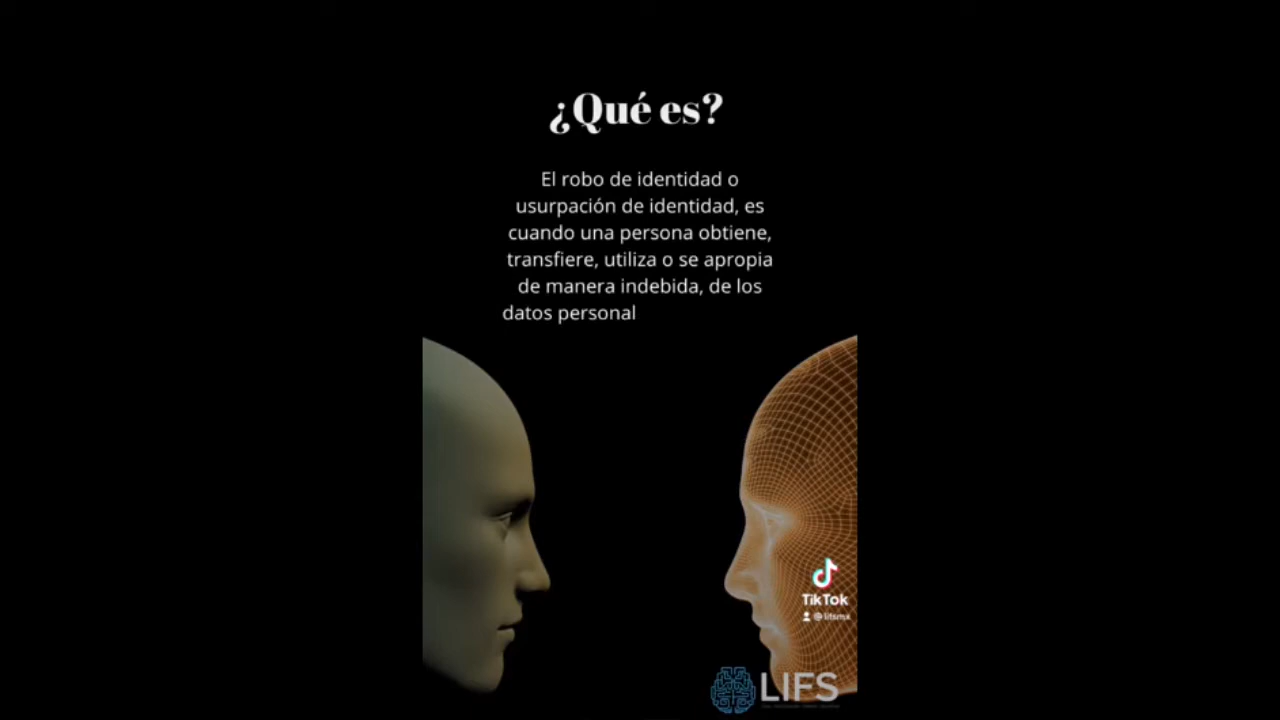 ¿Qué es?
El robo de identidad o
usurpación de identidad, es
cuando una persona obtiene,
transfiere, utiliza o se apropia
de manera indebida, de los
datos personal
TikTok
@lifsmx
LIFS